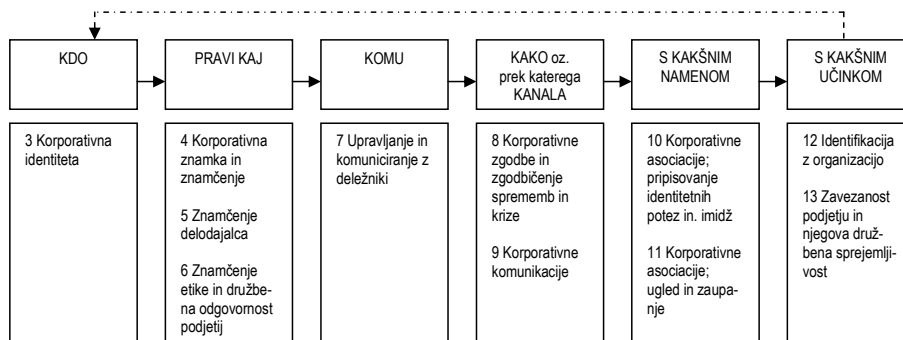 KDO
PRAVI KAJ
KOMU
KAKO oz.
prek katerega
KANALA
S KAKŠNIM
NAMENOM
S KAKŠNIM
UČINKOM
3 Korporativna
identiteta
4 Korporativna
znamka in
znamčenje
5 Znamčenje
delodajalca
6 Znamčenje
etike in družbe-
na odgovornost
podjetij
7 Upravljanje in
komuniciranje z
deležniki
8 Korporativne
zgodbe in
zgodbičenje
sprememb in
krize
9 Korporativne
komunikacije
10 Korporativne
asociacije;
pripisovanje
identitetnih
potez in. imidž
11 Korporativne
asociacije;
ugled in zaupa-
nje
12 Identifikacija
z organizacijo
13 Zavezanost
podjetju in
njegova druž-
bena sprejemlji-
vost